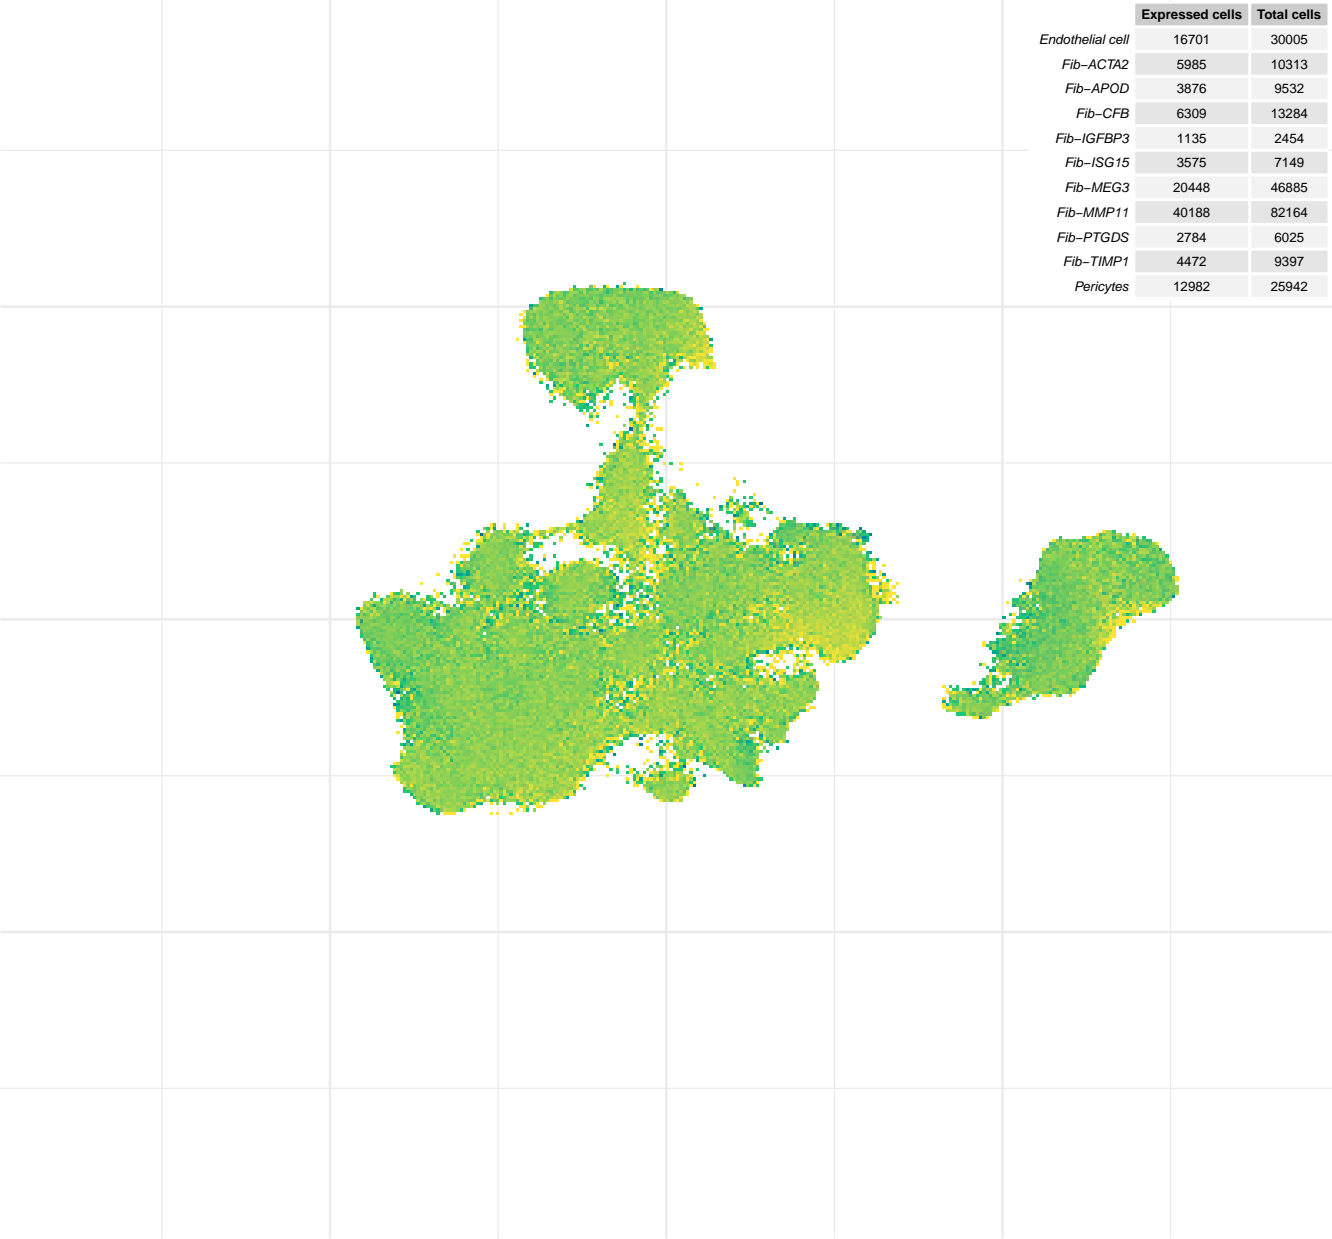 Expressed cells Total cells
Endothelial cell 16701 30005
Fib−ACTA2 5985 10313
Fib−APOD 3876 9532
Fib−CFB 6309 13284
Fib−IGFBP3 1135 2454
Fib−ISG15 3575 7149
Fib−MEG3 20448 46885
Fib−MMP11 40188 82164
Fib−PTGDS 2784 6025
Fib−TIMP1 4472 9397
Pericytes 12982 25942